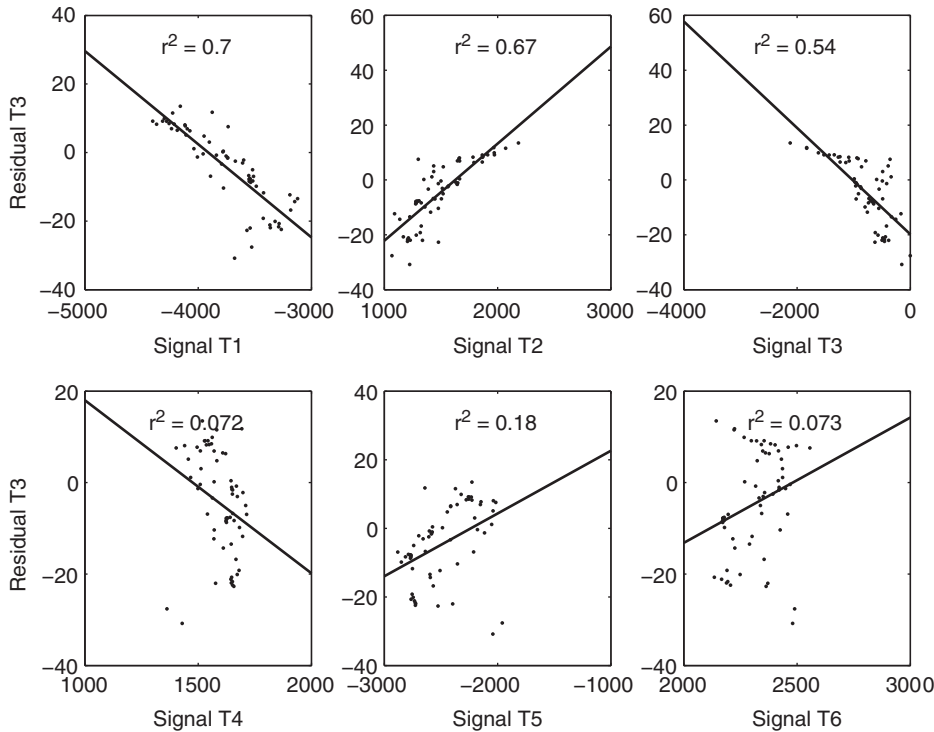 40
20
0
−20
−40
Residual T3
r² = 0.7
−5000 −4000 −3000
Signal T1
60
40
20
0
−20
−40
r² = 0.67
1000 2000 3000
Signal T2
60
40
20
0
−20
−40
r² = 0.54
−4000 −2000 0
Signal T3
20
0
−20
−40
Residual T3
r² = 0.072
1000 1500 2000
Signal T4
40
20
0
−20
−40
r² = 0.18
−3000 −2000 −1000
Signal T5
20
0
−20
−40
r² = 0.073
2000 2500 3000
Signal T6